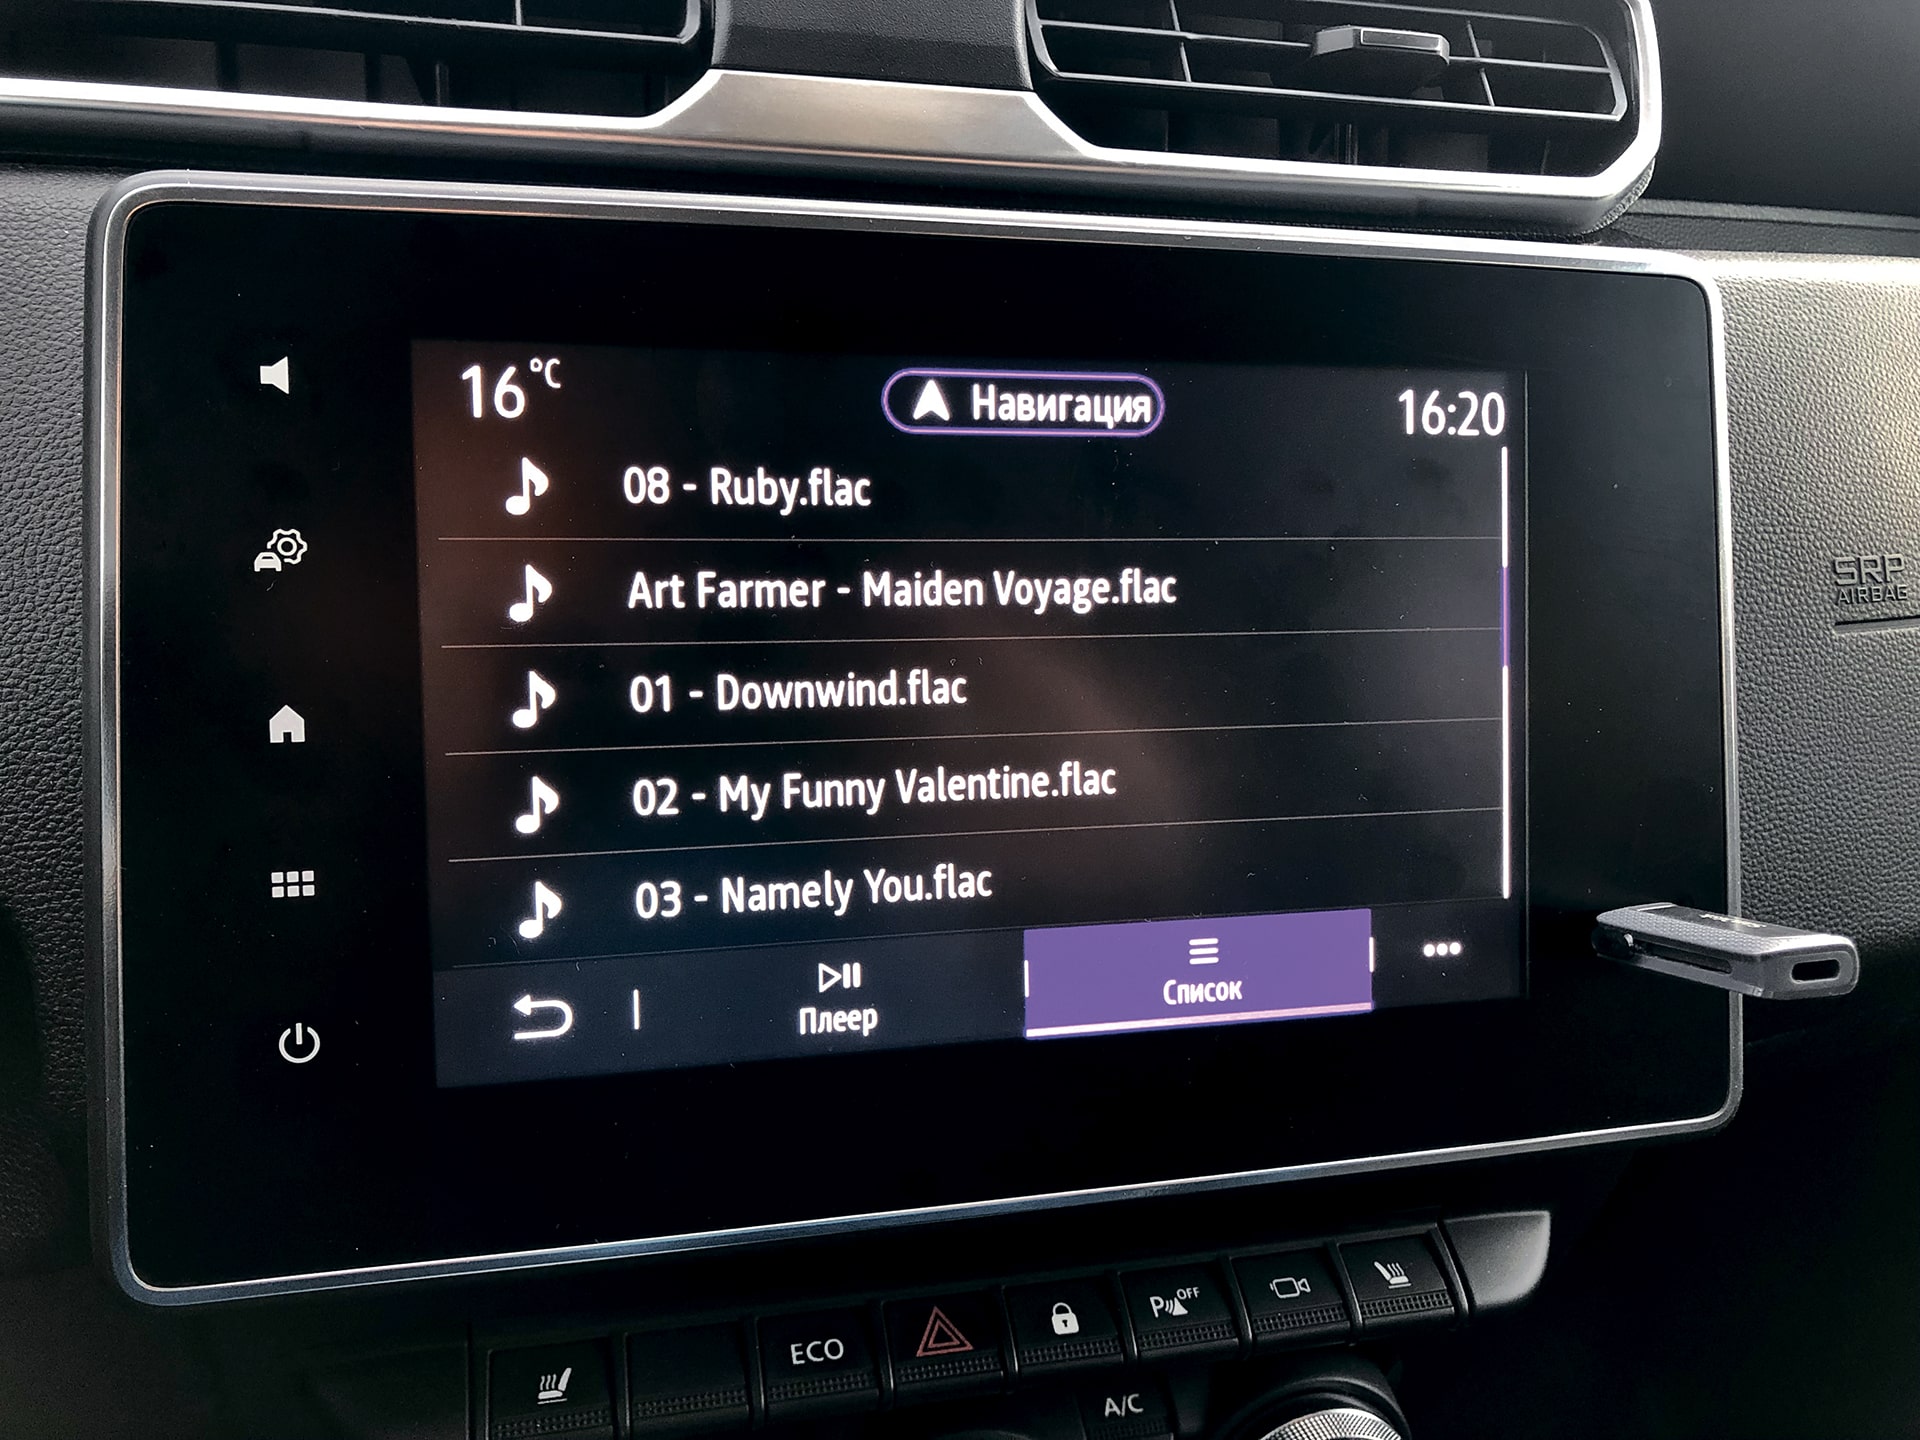 16 °C
Навигация
16:20
08 - Ruby.flac
Art Farmer - Maiden Voyage.flac
01 - Downwind.flac
02 - My Funny Valentine.flac
03 - Namely You.flac
Плеер
Список
SRP
AIRBAG
ECO
P OFF
A/C